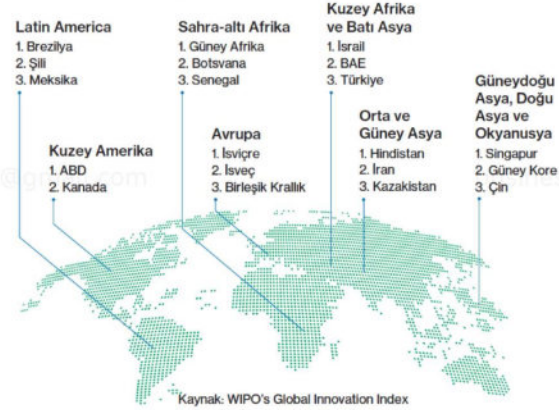 Latin America
1. Brezilya
2. Şili
3. Meksika
Sahra-altı Afrika
1. Güney Afrika
2. Botsvana
3. Senegal
Kuzey Afrika
ve Batı Asya
1. İsrail
2. BAE
3. Türkiye
Kuzey Amerika
1. ABD
2. Kanada
Avrupa
1. İsviçre
2. İsveç
3. Birleşik Krallık
Orta ve
Güney Asya
1. Hindistan
2. İran
3. Kazakistan
Güneydoğu
Asya, Doğu
Asya ve
Okyanusya
1. Singapur
2. Güney Kore
3. Çin
Kaynak: WIPO's Global Innovation Index